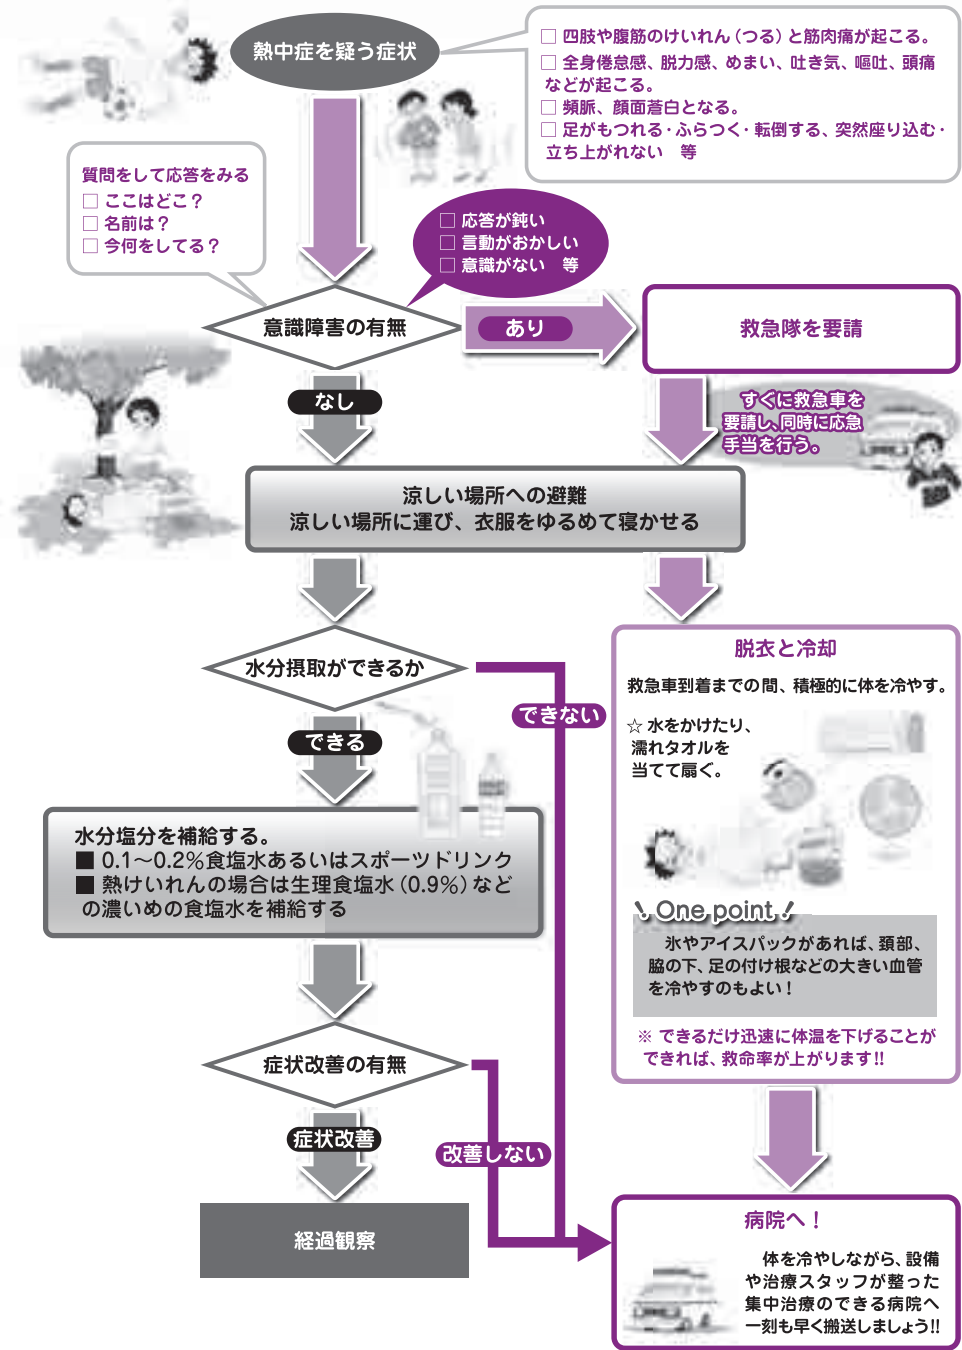 熱中症を疑う症状
□ 四肢や腹筋のけいれん（つる）と筋肉痛が起こる。
□ 全身倦怠感、脱力感、めまい、吐き気、嘔吐、頭痛
などが起こる。
□ 頻脈、顔面蒼白となる。
□ 足がもつれる・ふらつく・転倒する、突然座り込む・
立ち上がれない　等
質問をして応答をみる
□ ここはどこ？
□ 名前は？
□ 今何をしてる？
□ 応答が鈍い
□ 言動がおかしい
□ 意識がない　等
意識障害の有無
あり
救急隊を要請
なし
すぐに救急車を
要請し、同時に応急
手当を行う。
涼しい場所への避難
涼しい場所に運び、衣服をゆるめて寝かせる
水分摂取ができるか
できない
できる
水分塩分を補給する。
■ 0.1～0.2％食塩水あるいはスポーツドリンク
■ 熱けいれんの場合は生理食塩水（0.9％）など
の濃いめの食塩水を補給する
脱衣と冷却
救急車到着までの間、積極的に体を冷やす。
☆ 水をかけたり、
濡れタオルを
当てて扇ぐ。
One point
氷やアイスパックがあれば、頚部、
脇の下、足の付け根などの大きい血管
を冷やすのもよい！
※ できるだけ迅速に体温を下げることが
できれば、救命率が上がります!!
症状改善の有無
症状改善
改善しない
経過観察
病院へ！
体を冷やしながら、設備
や治療スタッフが整った
集中治療のできる病院へ
一刻も早く搬送しましょう!!